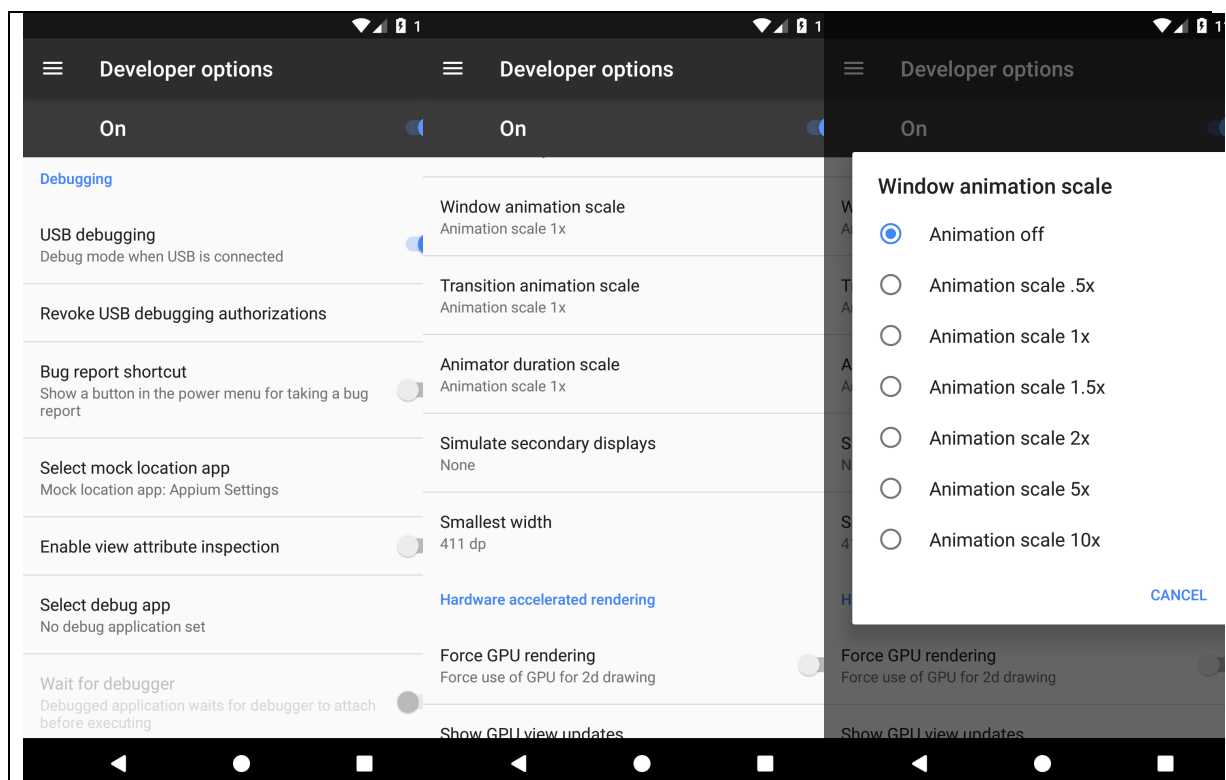 1
Developer options
On
Debugging
USB debugging
Debug mode when USB is connected
Revoke USB debugging authorizations
Bug report shortcut
Show a button in the power menu for taking a bug
report
Select mock location app
Mock location app: Appium Settings
Enable view attribute inspection
Select debug app
No debug application set
Wait for debugger
Debugged application waits for debugger to attach
before executing
1
Developer options
On
Window animation scale
Animation scale 1x
Transition animation scale
Animation scale 1x
Animator duration scale
Animation scale 1x
Simulate secondary displays
None
Smallest width
411 dp
Hardware accelerated rendering
Force GPU rendering
Force use of GPU for 2d drawing
Show GPU view updates
Developer options
On
Window animation scale
Animation off
Animation scale .5x
Animation scale 1x
Animation scale 1.5x
Animation scale 2x
Animation scale 5x
Animation scale 10x
CANCEL
Force GPU rendering
Force use of GPU for 2d drawing
Show GPU view updates